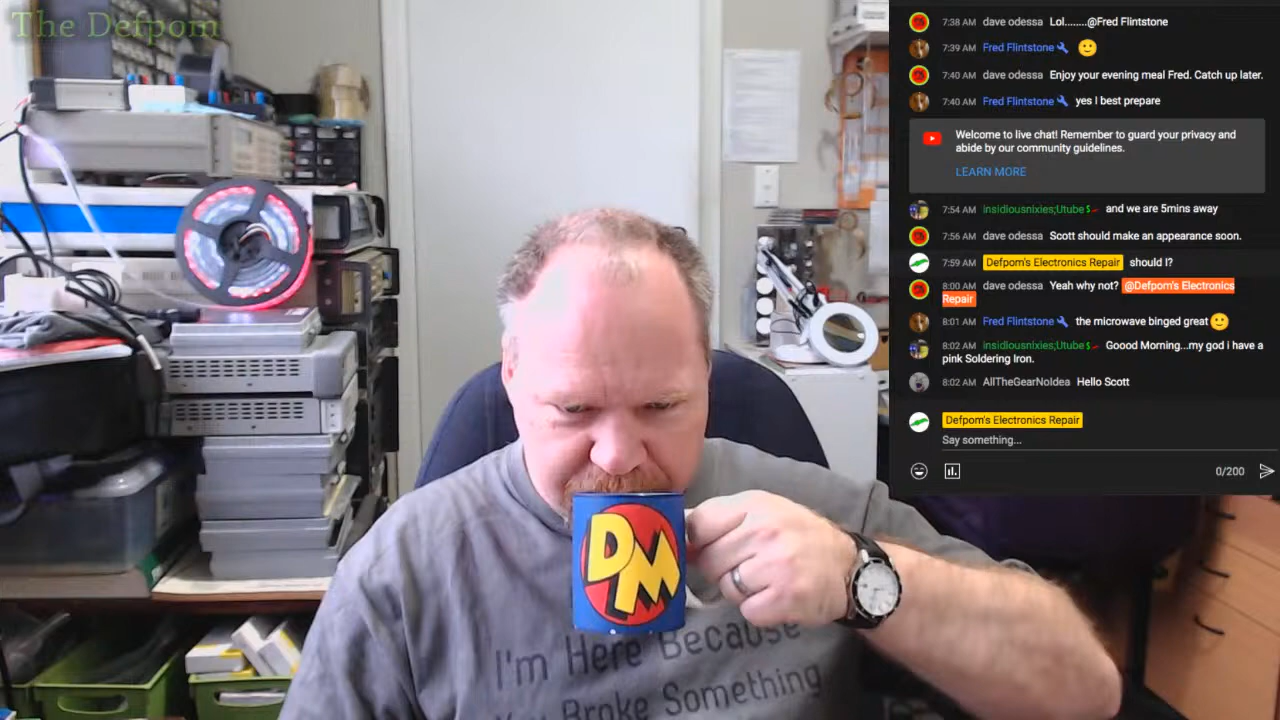 The Defpom
7:38 AM dave odessa Lol........@Fred Flintstone
7:39 AM Fred Flintstone
7:40 AM dave odessa Enjoy your evening meal Fred. Catch up later.
7:40 AM Fred Flintstone yes I best prepare
Welcome to live chat! Remember to guard your privacy and
abide by our community guidelines.
LEARN MORE
7:54 AM insidiousnixies;Utube$ and we are 5mins away
7:56 AM dave odessa Scott should make an appearance soon.
7:59 AM Defpom's Electronics Repair should I?
8:00 AM dave odessa Yeah why not? @Defpom's Electronics
Repair
8:01 AM Fred Flintstone the microwave binged great
8:02 AM insidiousnixies;Utube$ Goood Morning...my god i have a
pink Soldering Iron.
8:02 AM AllTheGearNoIdea Hello Scott
Defpom's Electronics Repair
Say something...
0/200
DM
I'm Here Because
You Broke Something